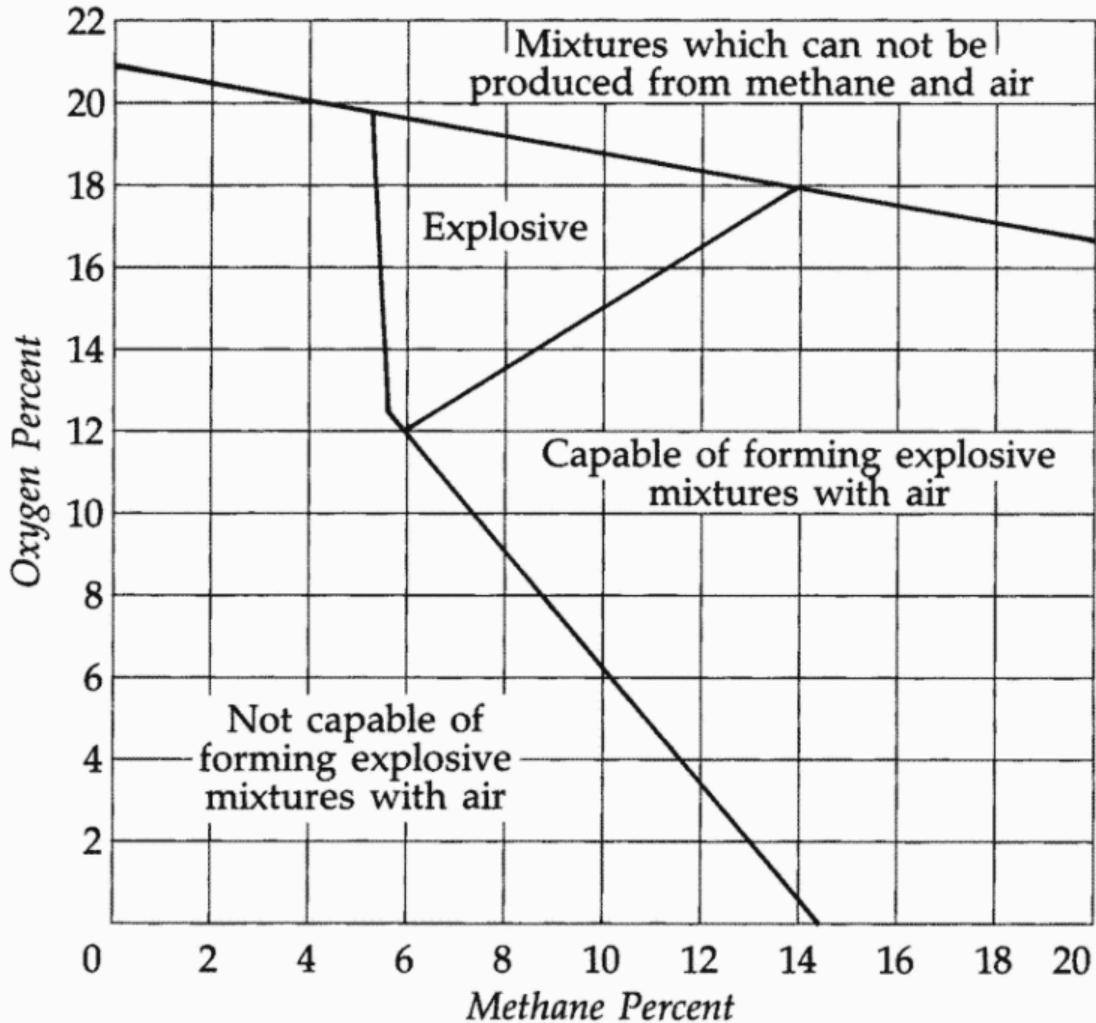 22
20
18
16
14
12
10
8
6
4
2
0
Oxygen Percent
Mixtures which can not be
produced from methane and air
Explosive
Capable of forming explosive
mixtures with air
Not capable of
forming explosive
mixtures with air
2 4 6 8 10 12 14 16 18 20
Methane Percent